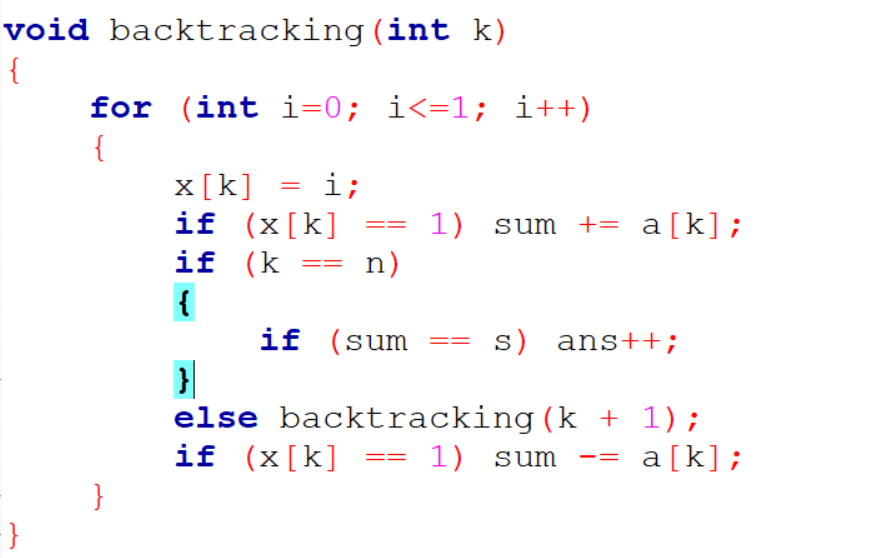 void backtracking(int k)
{
    for (int i=0; i<=1; i++)
    {
        x[k] = i;
        if (x[k] == 1) sum += a[k];
        if (k == n)
        {
            if (sum == s) ans++;
        }
        else backtracking(k + 1);
        if (x[k] == 1) sum -= a[k];
    }
}